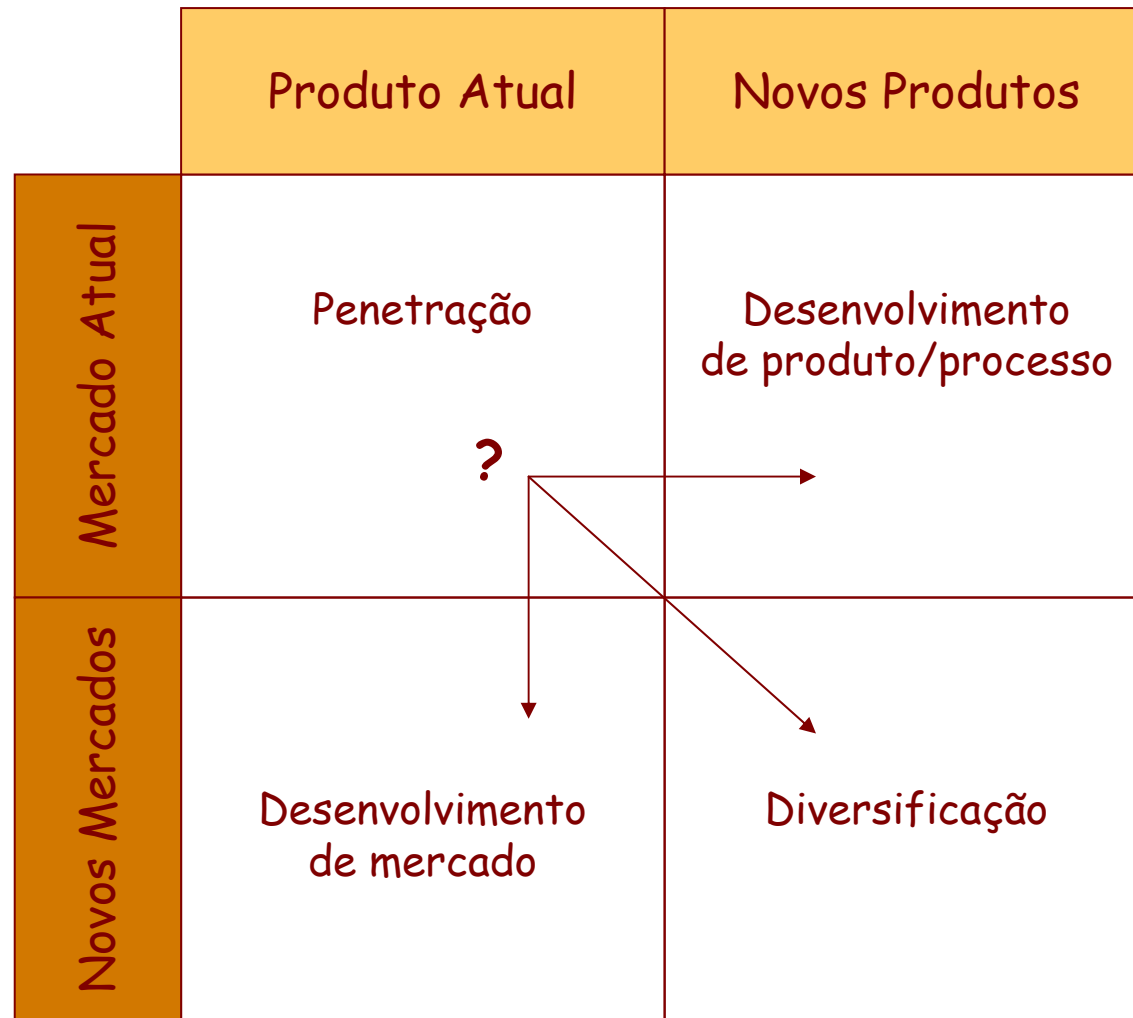 Produto Atual
Novos Produtos
Mercado Atual
Penetração
Desenvolvimento
de produto/processo
?
Novos Mercados
Desenvolvimento
de mercado
Diversificação